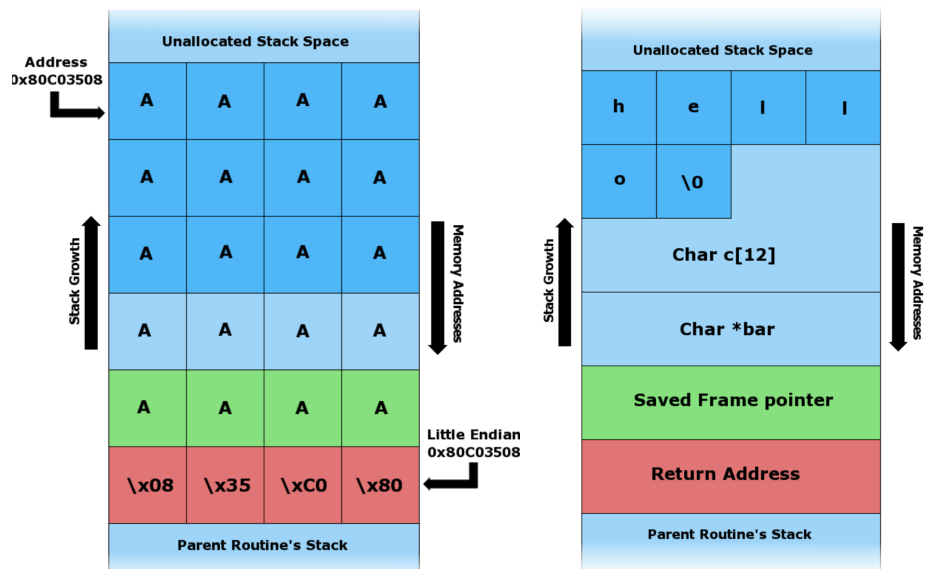 Unallocated Stack Space
Address
0x80C03508
A A A A
A A A A
A A A A
A A A A
A A A A
\x08 \x35 \xC0 \x80
Parent Routine's Stack
Stack Growth
Memory Addresses
Little Endian
0x80C03508
Unallocated Stack Space
h e l l
o \0
Char c[12]
Char *bar
Saved Frame pointer
Return Address
Parent Routine's Stack
Stack Growth
Memory Addresses